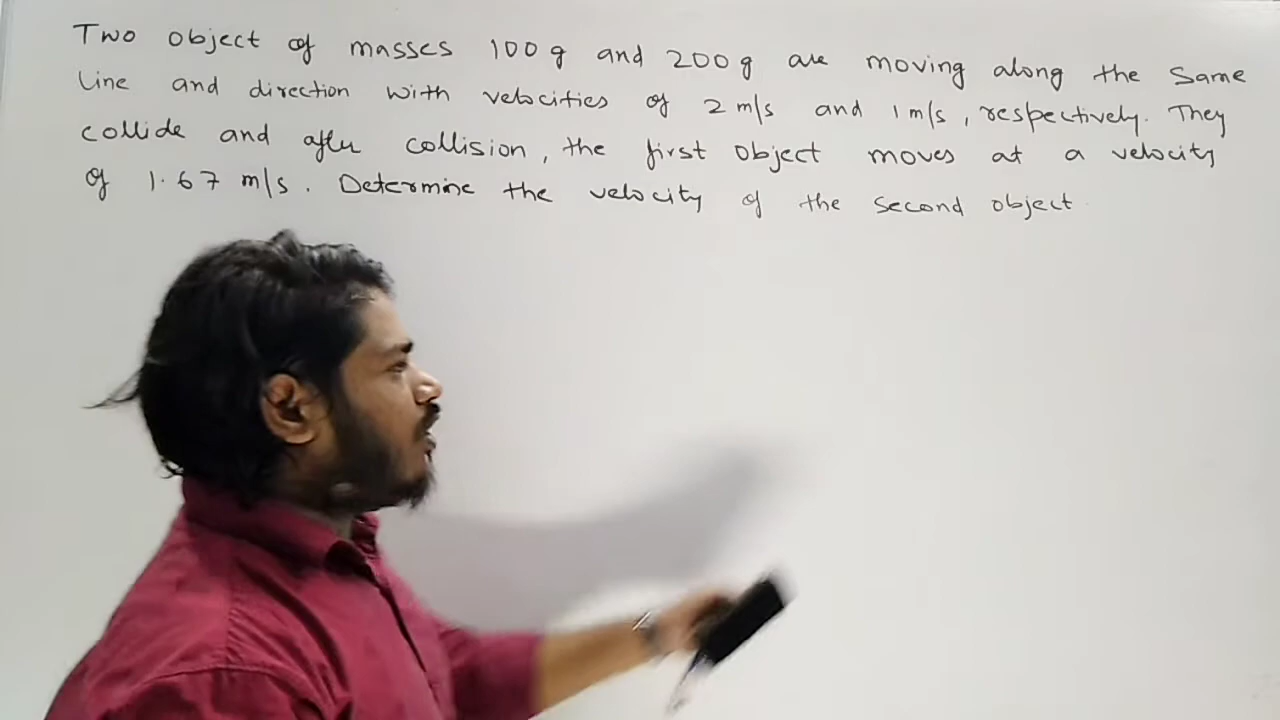 Two object of masses 100 g and 200 g are moving along the same
line and direction with velocities of 2 m/s and 1 m/s, respectively. They
collide and after collision, the first object moves at a velocity
of 1.67 m/s. Determine the velocity of the second object